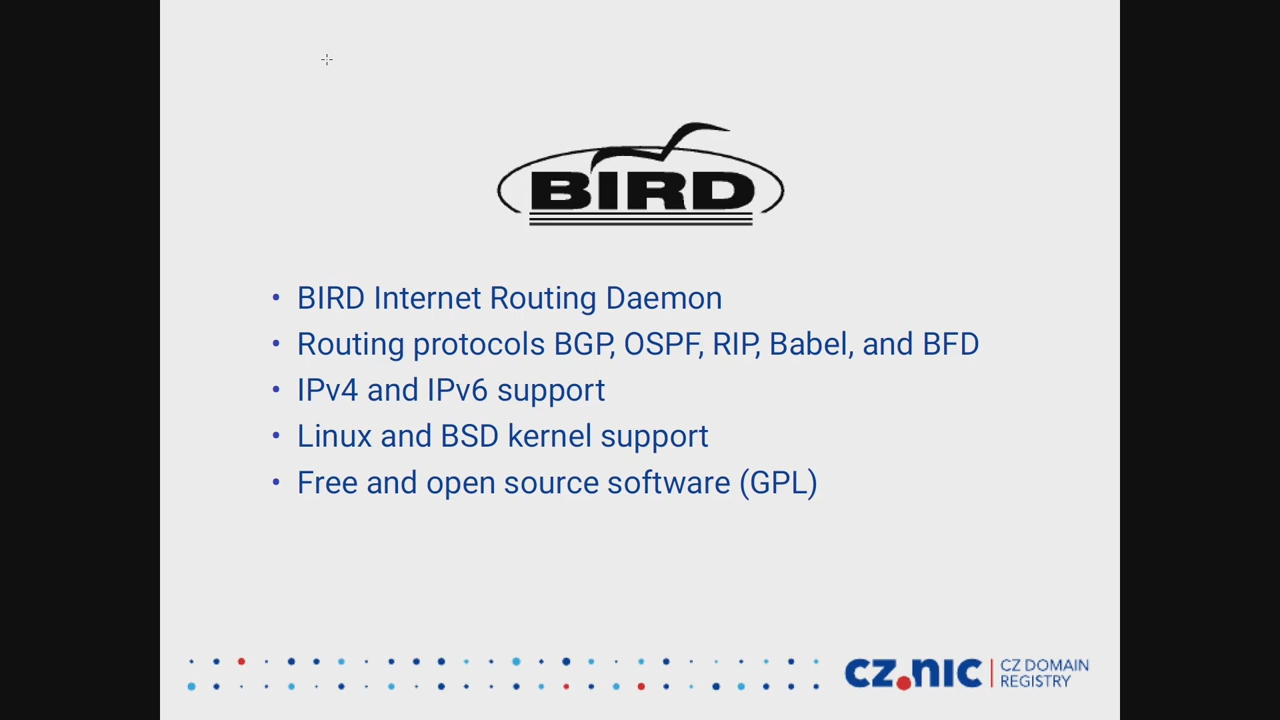 BIRD
• BIRD Internet Routing Daemon
• Routing protocols BGP, OSPF, RIP, Babel, and BFD
• IPv4 and IPv6 support
• Linux and BSD kernel support
• Free and open source software (GPL)
cz.nic | CZ DOMAIN
REGISTRY